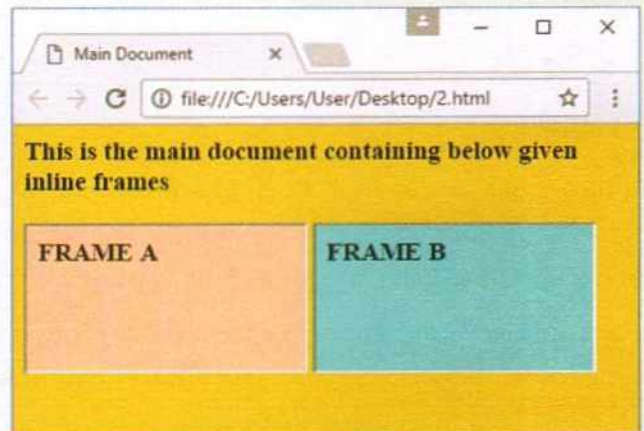 Main Document
file:///C:/Users/User/Desktop/2.html
This is the main document containing below given
inline frames
FRAME A
FRAME B